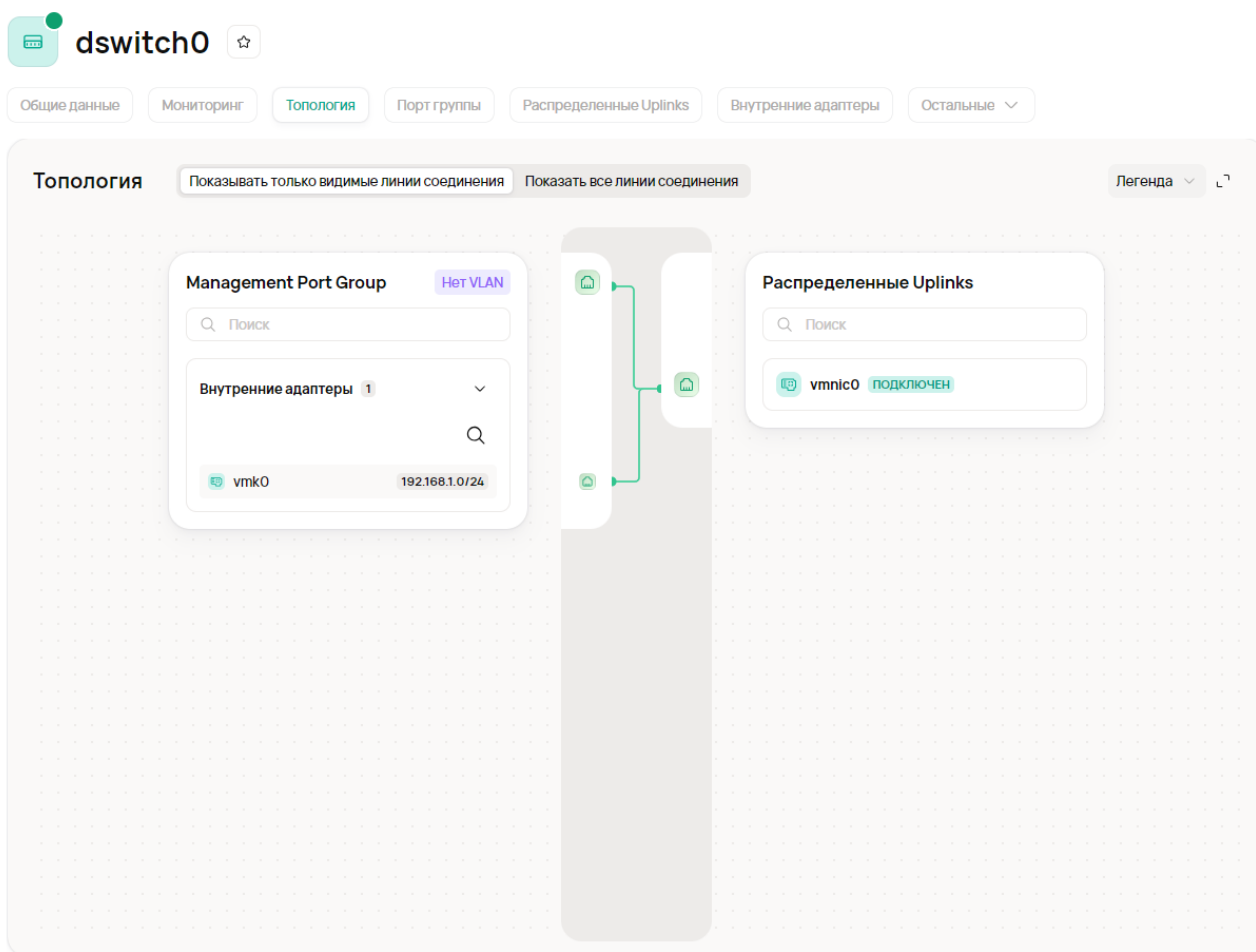 dswitch0
Общие данные
Мониторинг
Топология
Порт группы
Распределенные Uplinks
Внутренние адаптеры
Остальные
Топология
Показывать только видимые линии соединения
Показать все линии соединения
Легенда
Management Port Group
Нет VLAN
Поиск
Внутренние адаптеры 1
vmk0
192.168.1.0/24
Распределенные Uplinks
Поиск
vmnic0 ПОДКЛЮЧЕН